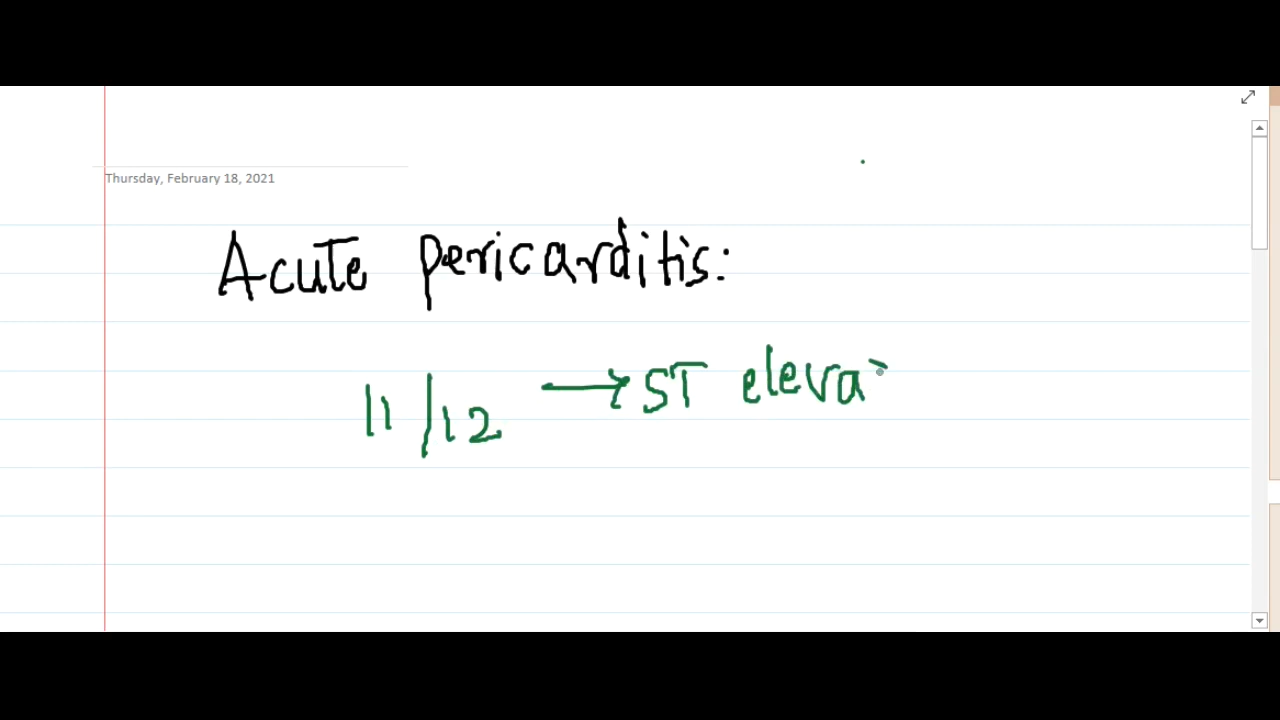 Thursday, February 18, 2021
Acute pericarditis:
11/12 → ST eleva